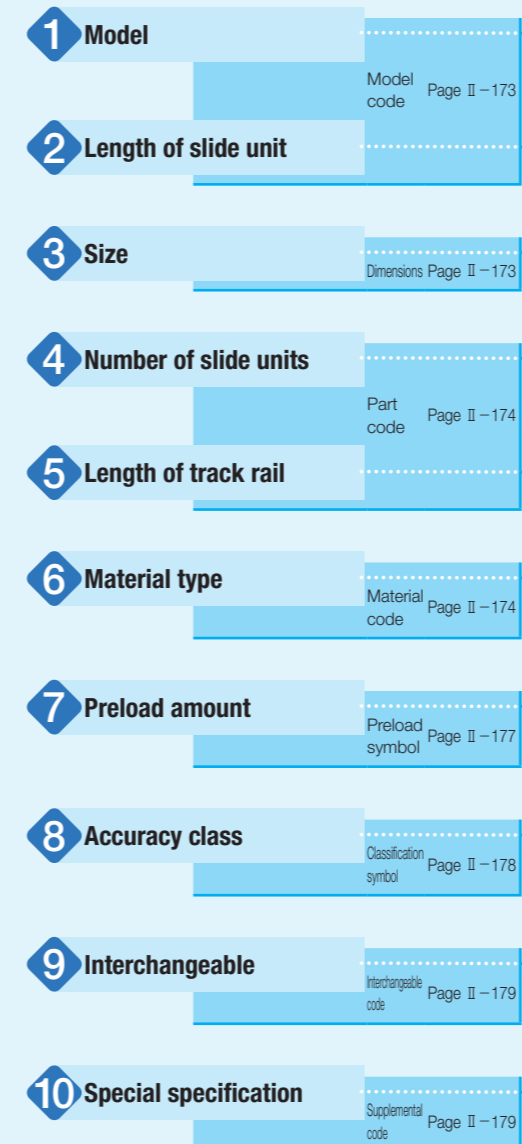 1 Model
Model
code Page Ⅱ－173
2 Length of slide unit
3 Size
Dimensions Page Ⅱ－173
4 Number of slide units
Part
code Page Ⅱ－174
5 Length of track rail
6 Material type
Material
code Page Ⅱ－174
7 Preload amount
Preload
symbol Page Ⅱ－177
8 Accuracy class
Classification
symbol Page Ⅱ－178
9 Interchangeable
Interchangeable
code Page Ⅱ－179
10 Special specification
Supplemental
code Page Ⅱ－179